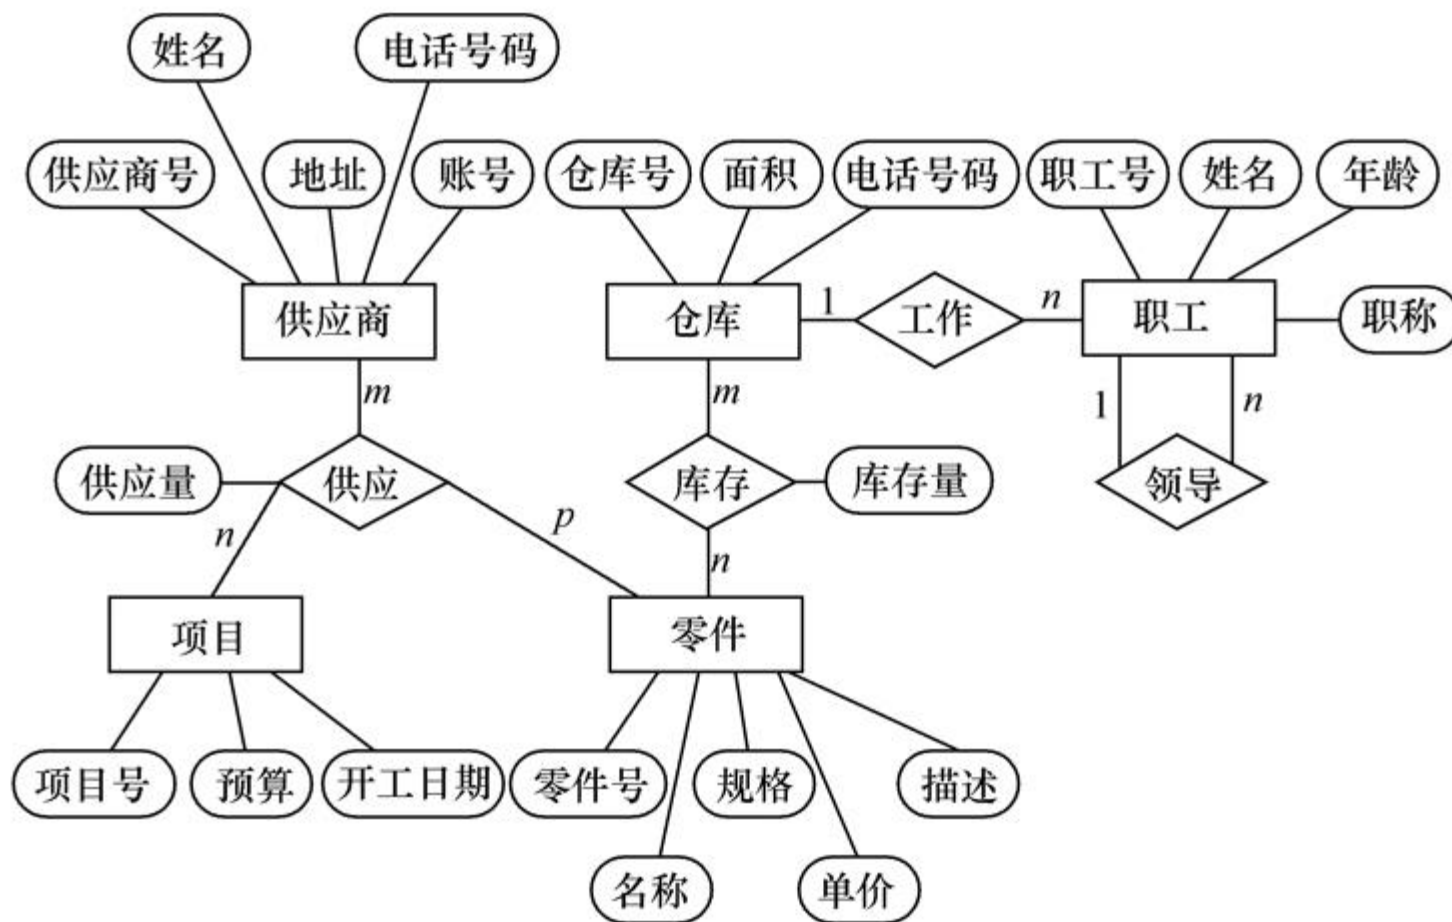 姓名 电话号码
供应商号 地址 账号 仓库号 面积 电话号码 职工号 姓名 年龄
供应商 仓库 1 工作 n 职工 职称
m m 1 n
供应量 供应 库存 库存量 领导
n p n
项目 零件
项目号 预算 开工日期 零件号 规格 描述
名称 单价